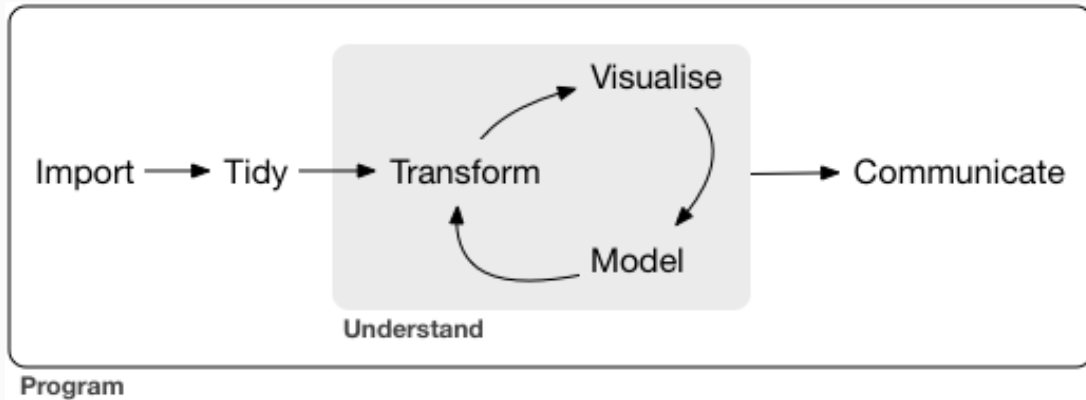 Visualise
Import Tidy Transform Communicate
Model
Understand
Program